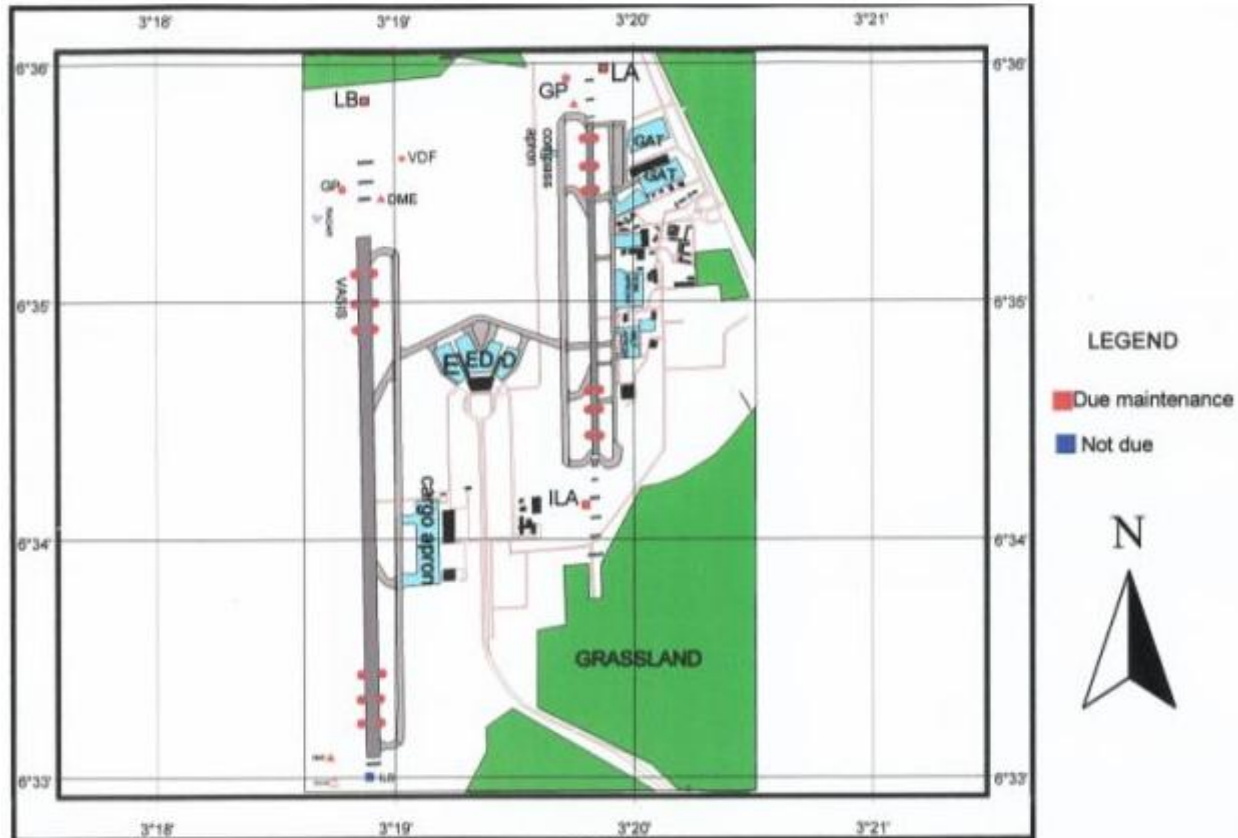 3°18' 3°19' 3°20' 3°21'
6°36' 6°36'
LA
GP
LB
compass
apron
GAT
VDF
GAT
GP
DME
VASIS
6°35' 6°35'
LEGEND
E ED D
Due maintenance
Not due
cargo apron
ILA
N
6°34' 6°34'
GRASSLAND
6°33' 6°33'
ILB
3°18' 3°19' 3°20' 3°21'